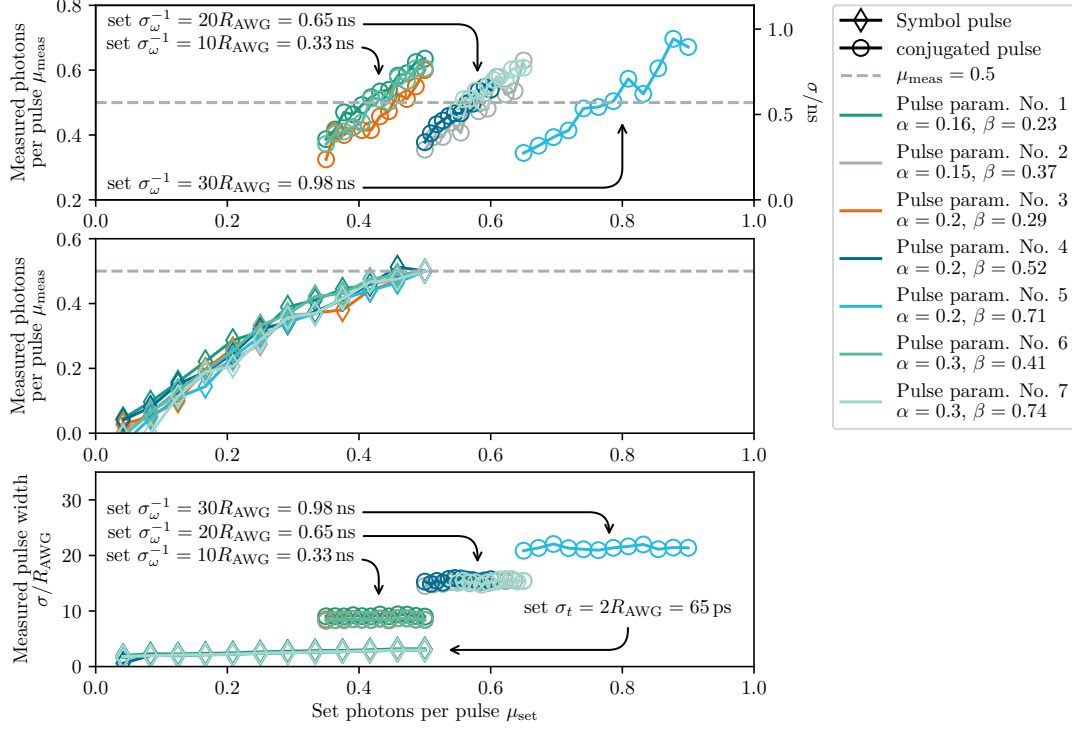 0.8
0.6
0.4
0.2
Measured photons
per pulse μ_meas
set σ_ω^{-1} = 20R_AWG = 0.65 ns
set σ_ω^{-1} = 10R_AWG = 0.33 ns
set σ_ω^{-1} = 30R_AWG = 0.98 ns
1.0
0.5
0.0
σ/ns
0.0 0.2 0.4 0.6 0.8 1.0
0.6
0.4
0.2
0.0
Measured photons
per pulse μ_meas
0.0 0.2 0.4 0.6 0.8 1.0
30
20
10
0
Measured pulse width
σ/R_AWG
set σ_ω^{-1} = 30R_AWG = 0.98 ns
set σ_ω^{-1} = 20R_AWG = 0.65 ns
set σ_ω^{-1} = 10R_AWG = 0.33 ns
set σ_t = 2R_AWG = 65 ps
0.0 0.2 0.4 0.6 0.8 1.0
Set photons per pulse μ_set
Symbol pulse
conjugated pulse
μ_meas = 0.5
Pulse param. No. 1
α = 0.16, β = 0.23
Pulse param. No. 2
α = 0.15, β = 0.37
Pulse param. No. 3
α = 0.2, β = 0.29
Pulse param. No. 4
α = 0.2, β = 0.52
Pulse param. No. 5
α = 0.2, β = 0.71
Pulse param. No. 6
α = 0.3, β = 0.41
Pulse param. No. 7
α = 0.3, β = 0.74